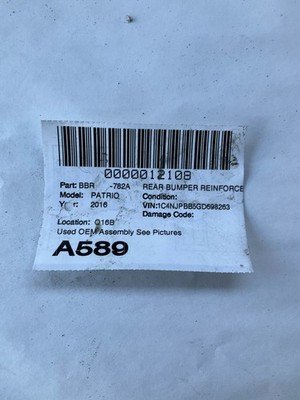 0000012108
Part: BBR -782A REAR BUMPER REINFORCE
Model: PATRIO Condition:
Year: 2016 VIN:1C4NJPBB5GD698263
Damage Code:
Location: O16B
Used OEM Assembly See Pictures
A589